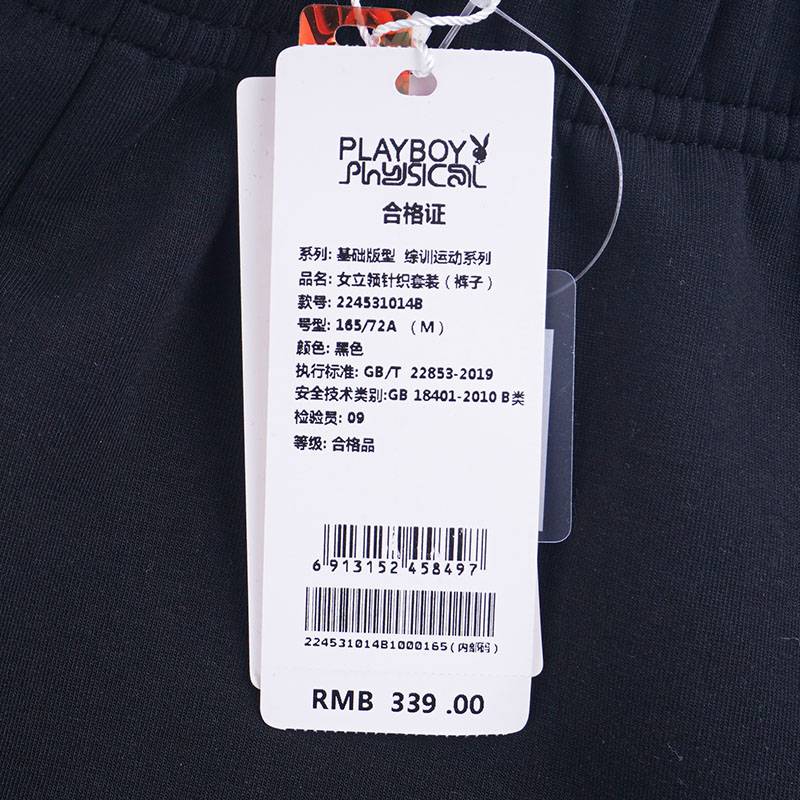 PLAYBOY
PhYSICAL
合格证
系列: 基础版型 综训运动系列
品名: 女立领针织套装（裤子）
款号: 224531014B
号型: 165/72A （M）
颜色: 黑色
执行标准: GB/T 22853-2019
安全技术类别:GB 18401-2010 B类
检验员: 09
等级: 合格品
6 913152 458497
224531014B1000165(内部码)
RMB 339 .00